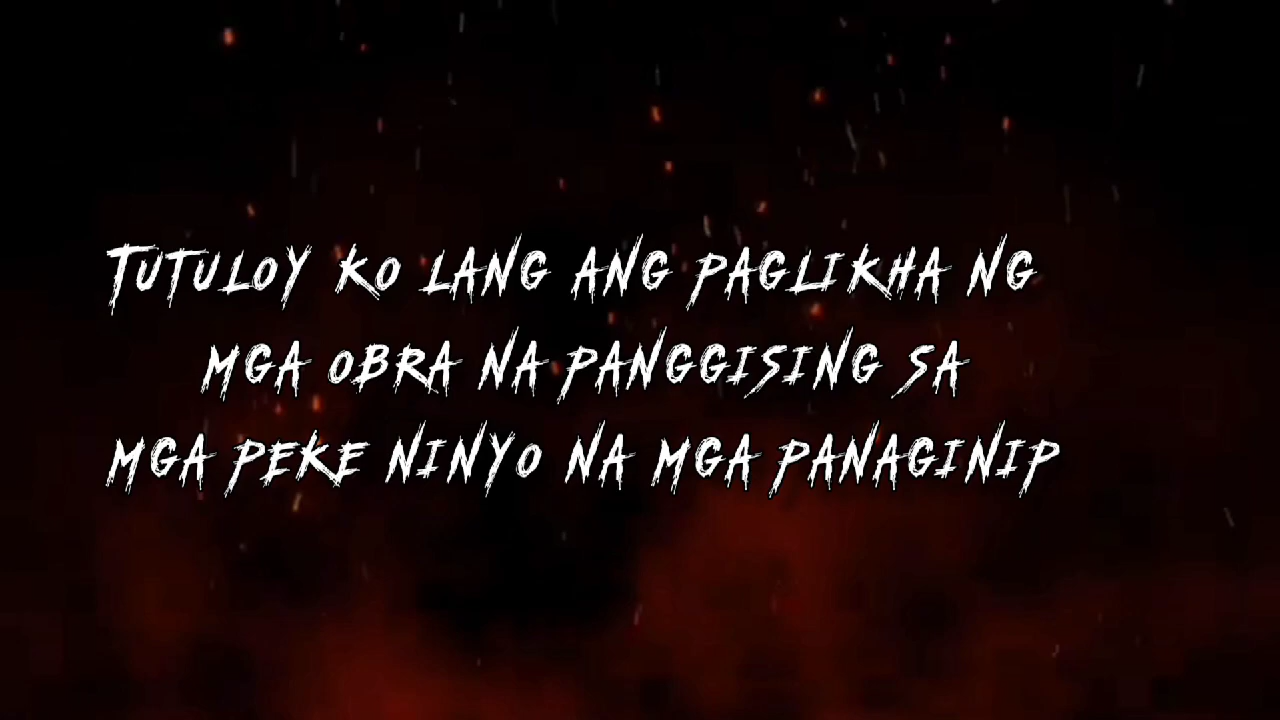 TUTULOY KO LANG ANG PAGLIKHA NG
MGA OBRA NA PANGGISING SA
MGA PEKE NINYO NA MGA PANAGINIP